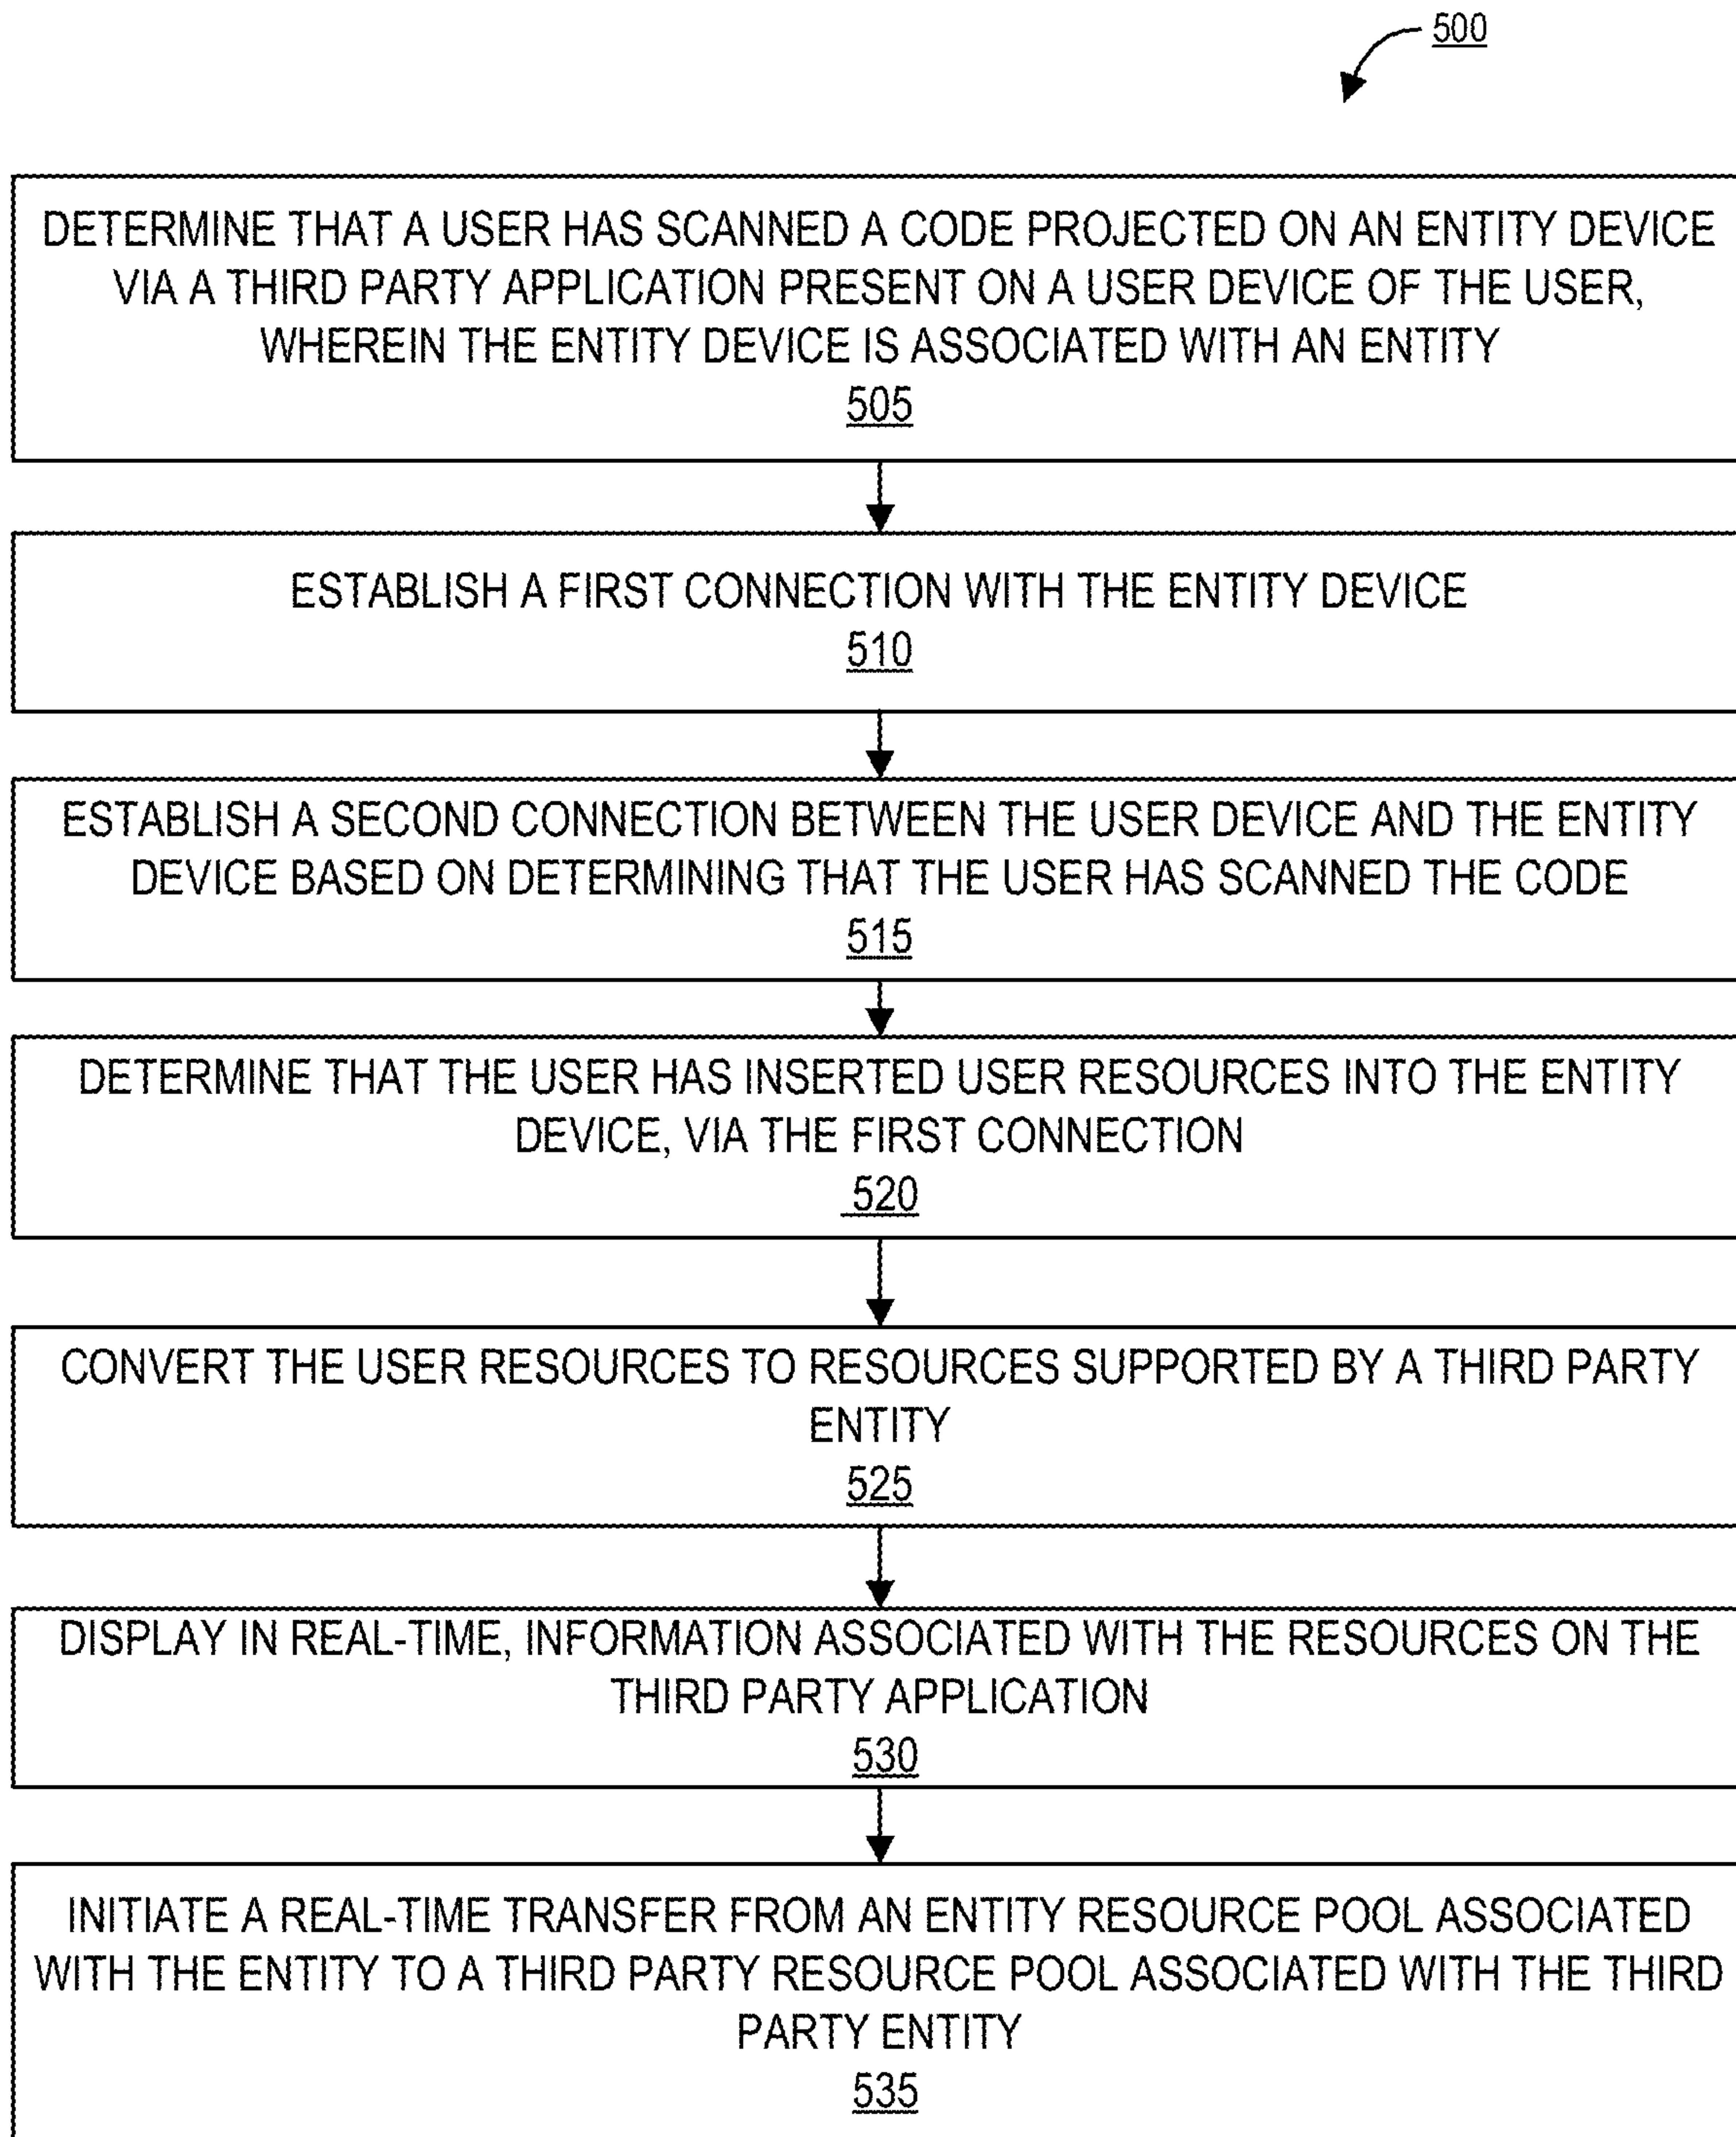 500
DETERMINE THAT A USER HAS SCANNED A CODE PROJECTED ON AN ENTITY DEVICE
VIA A THIRD PARTY APPLICATION PRESENT ON A USER DEVICE OF THE USER,
WHEREIN THE ENTITY DEVICE IS ASSOCIATED WITH AN ENTITY
505
ESTABLISH A FIRST CONNECTION WITH THE ENTITY DEVICE
510
ESTABLISH A SECOND CONNECTION BETWEEN THE USER DEVICE AND THE ENTITY
DEVICE BASED ON DETERMINING THAT THE USER HAS SCANNED THE CODE
515
DETERMINE THAT THE USER HAS INSERTED USER RESOURCES INTO THE ENTITY
DEVICE, VIA THE FIRST CONNECTION
520
CONVERT THE USER RESOURCES TO RESOURCES SUPPORTED BY A THIRD PARTY
ENTITY
525
DISPLAY IN REAL-TIME, INFORMATION ASSOCIATED WITH THE RESOURCES ON THE
THIRD PARTY APPLICATION
530
INITIATE A REAL-TIME TRANSFER FROM AN ENTITY RESOURCE POOL ASSOCIATED
WITH THE ENTITY TO A THIRD PARTY RESOURCE POOL ASSOCIATED WITH THE THIRD
PARTY ENTITY
535